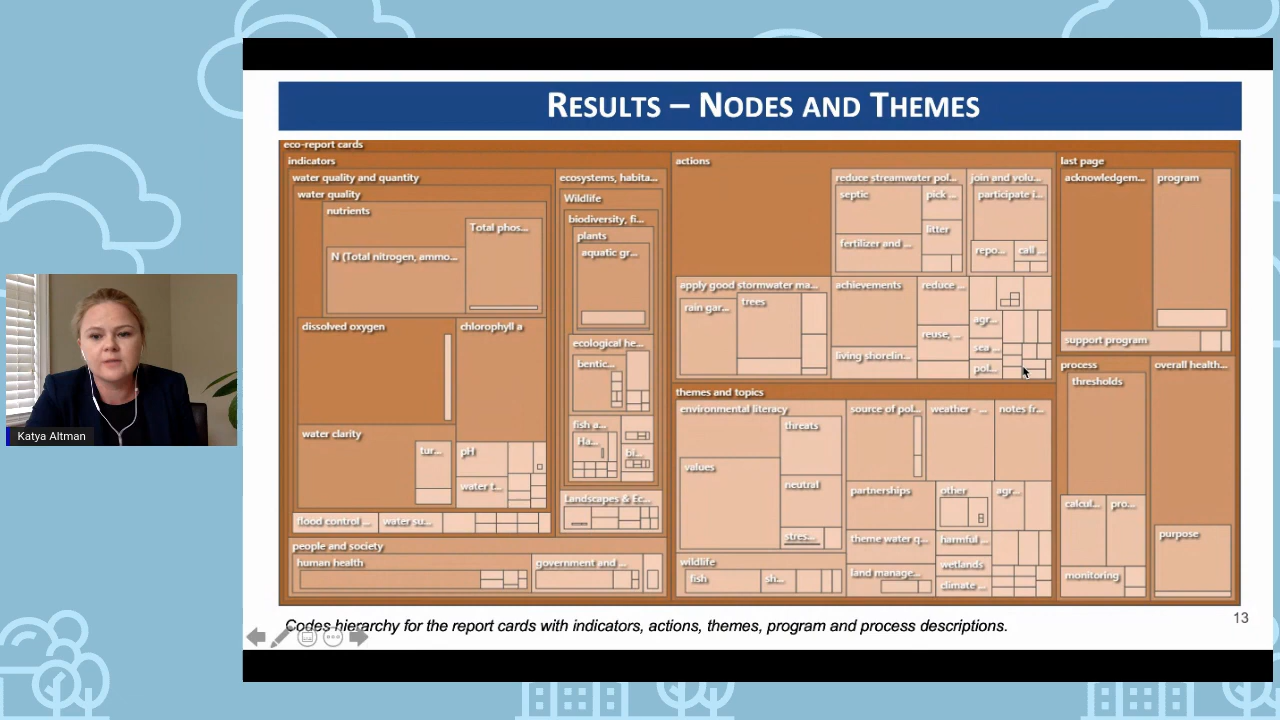 RESULTS – NODES AND THEMES
eco-report cards
indicators
water quality and quantity
water quality
nutrients
N (Total nitrogen, ammo...
Total phos...
dissolved oxygen
chlorophyll a
water clarity
tur...
pH
water t...
flood control ...
water su...
people and society
human health
government and ...
ecosystems, habita...
Wildlife
biodiversity, fi...
plants
aquatic gr...
ecological he...
bentic...
fish a...
Ha...
bl...
Landscapes & Ec...
actions
reduce streamwater pol...
septic
pick ...
litter
fertilizer and ...
join and volu...
participate i...
repo...
call ...
apply good stormwater ma...
rain gar...
trees
achievements
living shorelin...
reduce ...
reuse, ...
agr...
sea ...
pol...
themes and topics
environmental literacy
threats
values
neutral
stres...
wildlife
fish
sh...
source of pol...
weather - ...
notes fr...
partnerships
other
agr...
theme water q...
harmful ...
wetlands
land manage...
climate ...
last page
acknowledgem...
program
support program
process
thresholds
calcul...
pro...
monitoring
overall health...
purpose
Codes hierarchy for the report cards with indicators, actions, themes, program and process descriptions.
13
Katya Altman